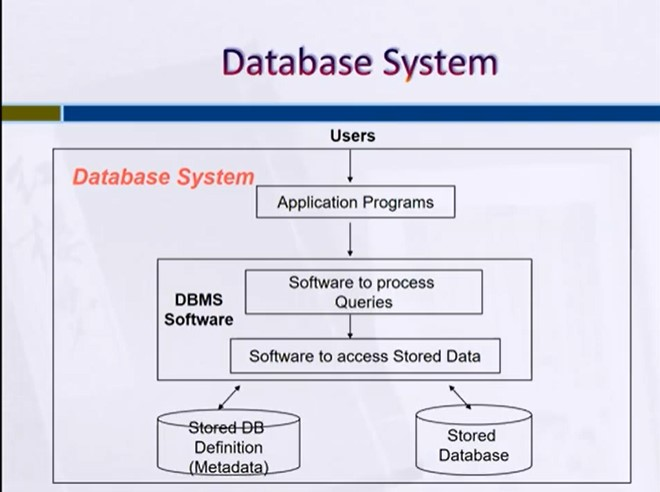 Database System
Users
Database System
Application Programs
Software to process
Queries
DBMS
Software
Software to access Stored Data
Stored DB
Definition
(Metadata)
Stored
Database